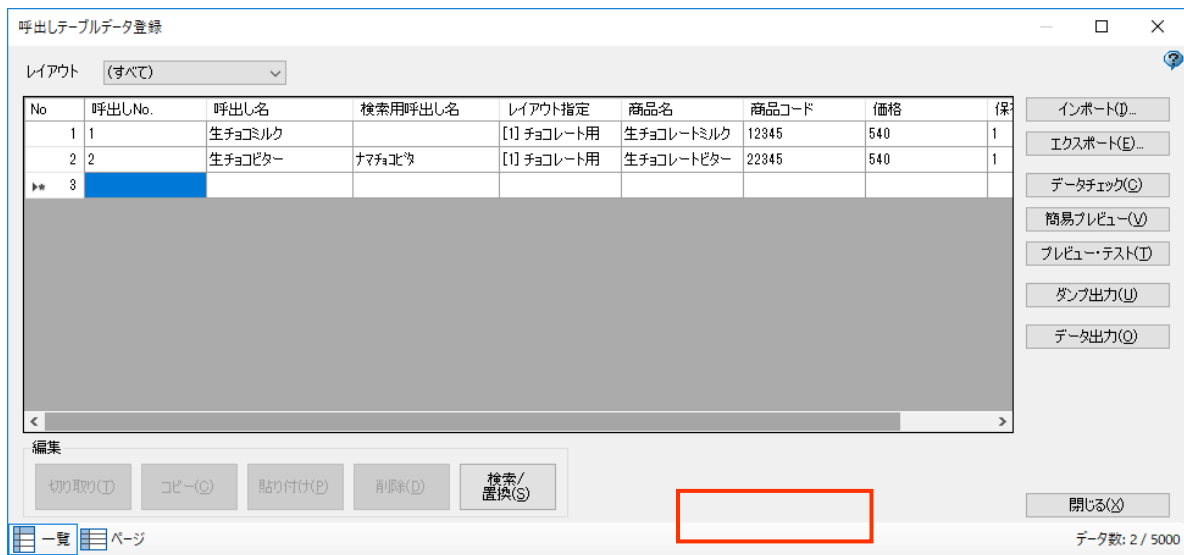 呼出しテーブルデータ登録
レイアウト (すべて)
No 呼出しNo. 呼出し名 検索用呼出し名 レイアウト指定 商品名 商品コード 価格
1 1 生チョコミルク [1] チョコレート用 生チョコレートミルク 12345 540 1
2 2 生チョコビター ﾅﾏﾁｮｺﾋﾞﾀ [1] チョコレート用 生チョコレートビター 22345 540 1
3
インポート(I)...
エクスポート(E)...
データチェック(C)
簡易プレビュー(V)
プレビュー・テスト(T)
ダンプ出力(U)
データ出力(O)
編集
切り取り(T) コピー(C) 貼り付け(P) 削除(D) 検索/
置換(S)
閉じる(X)
一覧 ページ データ数: 2 / 5000